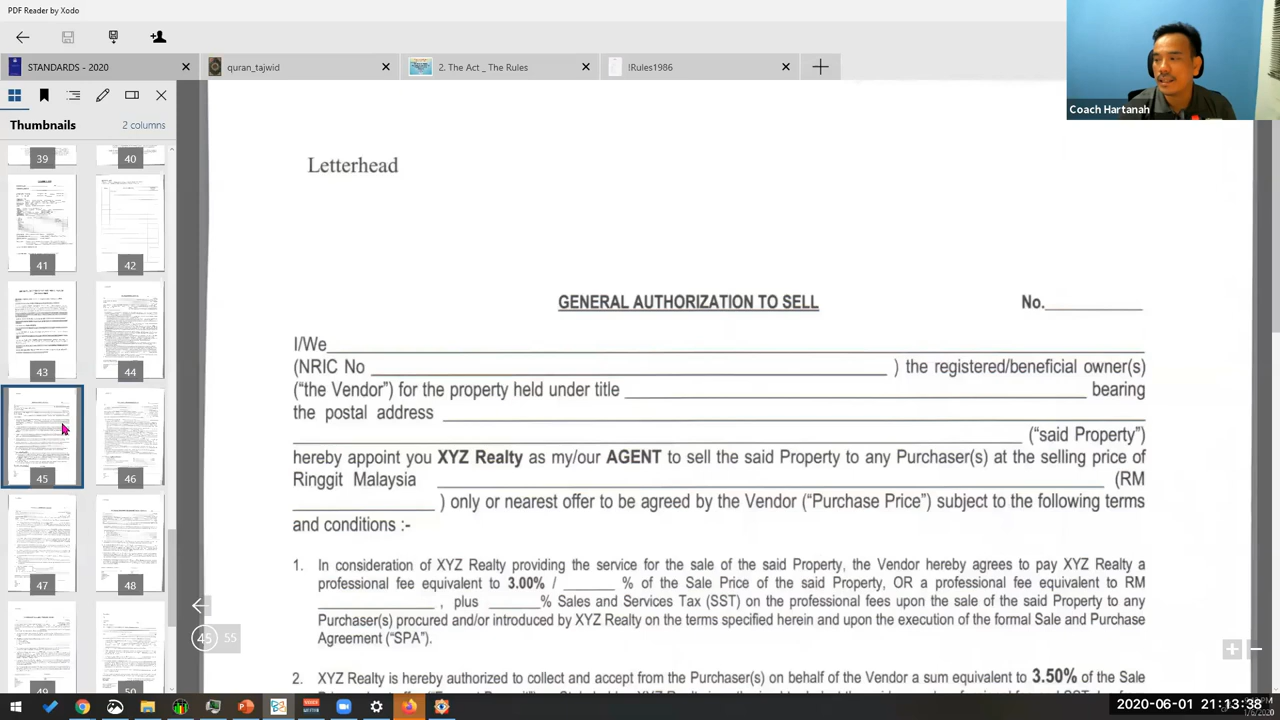 PDF Reader by Xodo
STANDARDS - 2020
quran_tajwid
2. The Act _ The Rules
!Rules1986
Coach Hartanah
Thumbnails
2 columns
39
40
41
42
43
44
45
46
47
48
49
50
Letterhead
GENERAL AUTHORIZATION TO SELL
No.
I/We
(NRIC No ) the registered/beneficial owner(s)
("the Vendor") for the property held under title bearing
the postal address
("said Property")
hereby appoint you XYZ Realty as my/our AGENT to sell the said Property to any Purchaser(s) at the selling price of
Ringgit Malaysia (RM
) only or nearest offer to be agreed by the Vendor ("Purchase Price") subject to the following terms
and conditions :-
1. In consideration of XYZ Realty providing the service for the sale of the said Property, the Vendor hereby agrees to pay XYZ Realty a
professional fee equivalent to 3.00% / % of the Sale Price of the said Property, OR a professional fee equivalent to RM
, plus % Sales and Services Tax (SST) on the professional fees upon the sale of the said Property to any
Purchaser(s) procured and/or introduced by XYZ Realty on the terms specified herein and upon the execution of the formal Sale and Purchase
Agreement ("SPA").
2. XYZ Realty is hereby authorized to collect and accept from the Purchaser(s) on behalf of the Vendor a sum equivalent to 3.50% of the Sale
45 55
2020-06-01 21:13:38